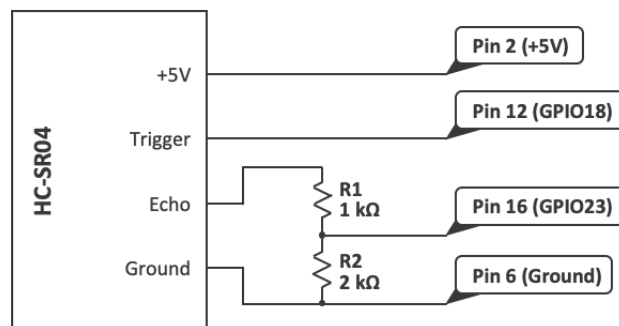 HC-SR04
+5V
Trigger
Echo
Ground
R1
1 kΩ
R2
2 kΩ
Pin 2 (+5V)
Pin 12 (GPIO18)
Pin 16 (GPIO23)
Pin 6 (Ground)